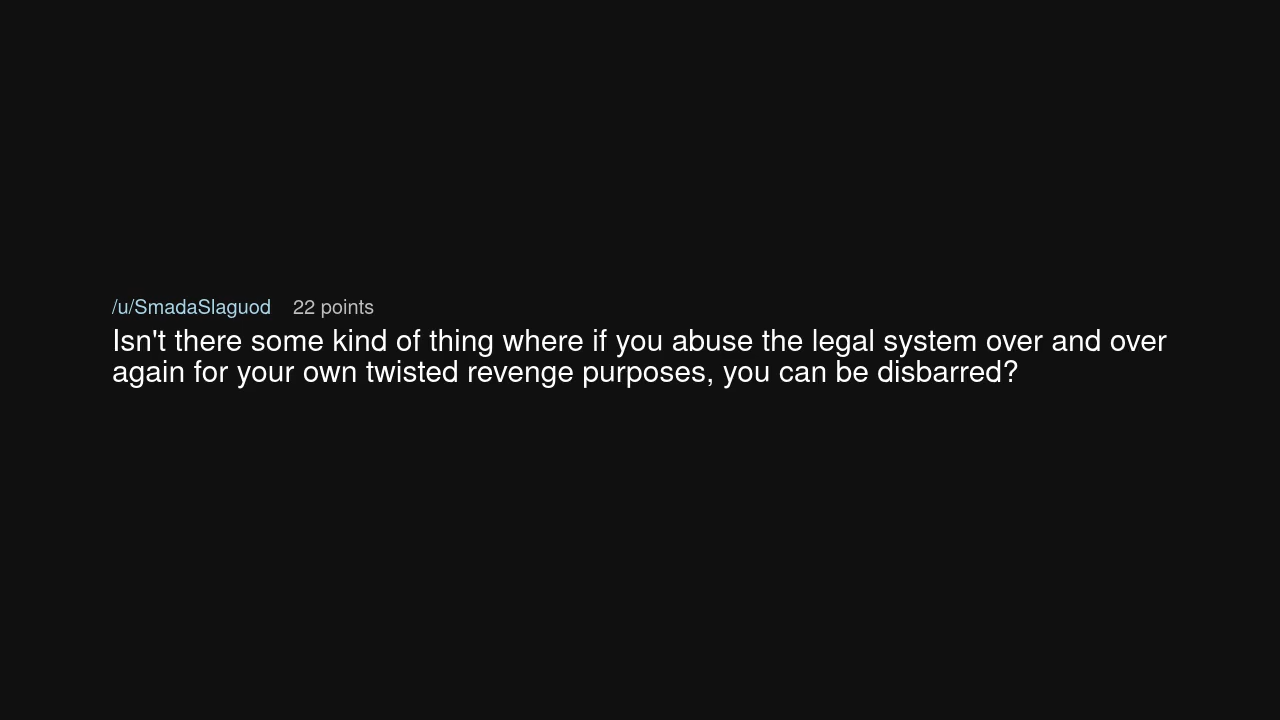 /u/SmadaSlaguod 22 points
Isn't there some kind of thing where if you abuse the legal system over and over
again for your own twisted revenge purposes, you can be disbarred?